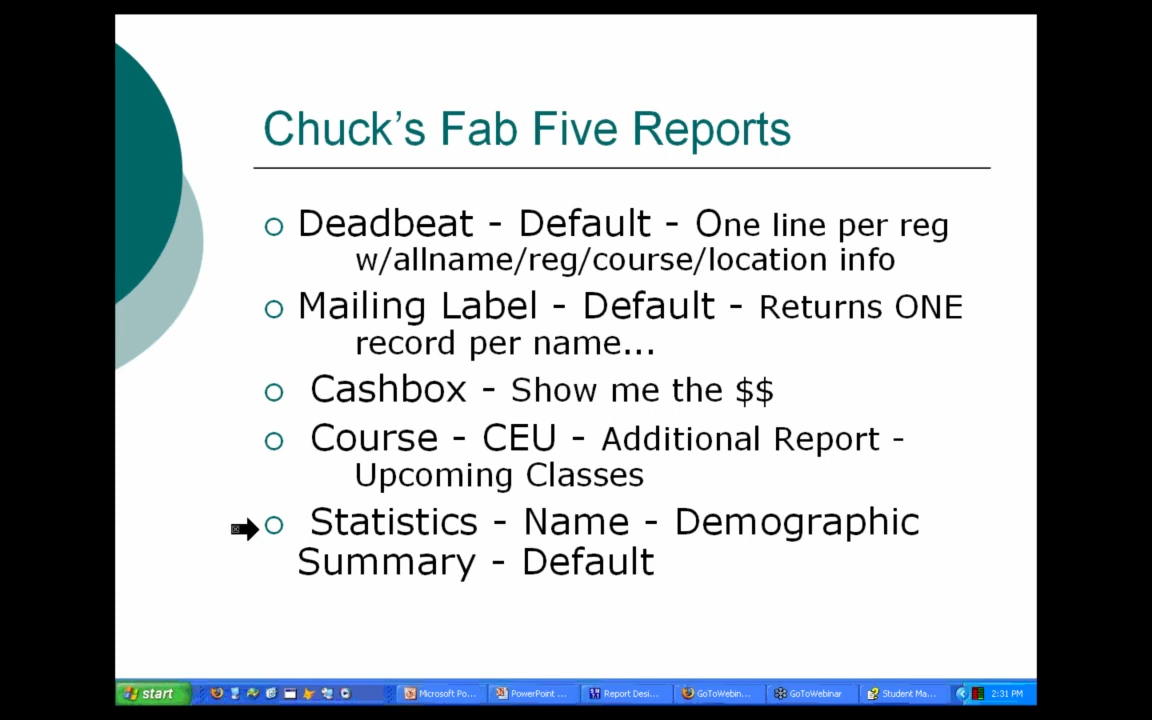 Chuck's Fab Five Reports
Deadbeat - Default - One line per reg
w/allname/reg/course/location info
Mailing Label - Default - Returns ONE
record per name...
Cashbox - Show me the $$
Course - CEU - Additional Report -
Upcoming Classes
Statistics - Name - Demographic
Summary - Default
start
Microsoft Po...
PowerPoint ...
Report Desi...
GoToWebin...
GoToWebinar
Student Ma...
2:31 PM